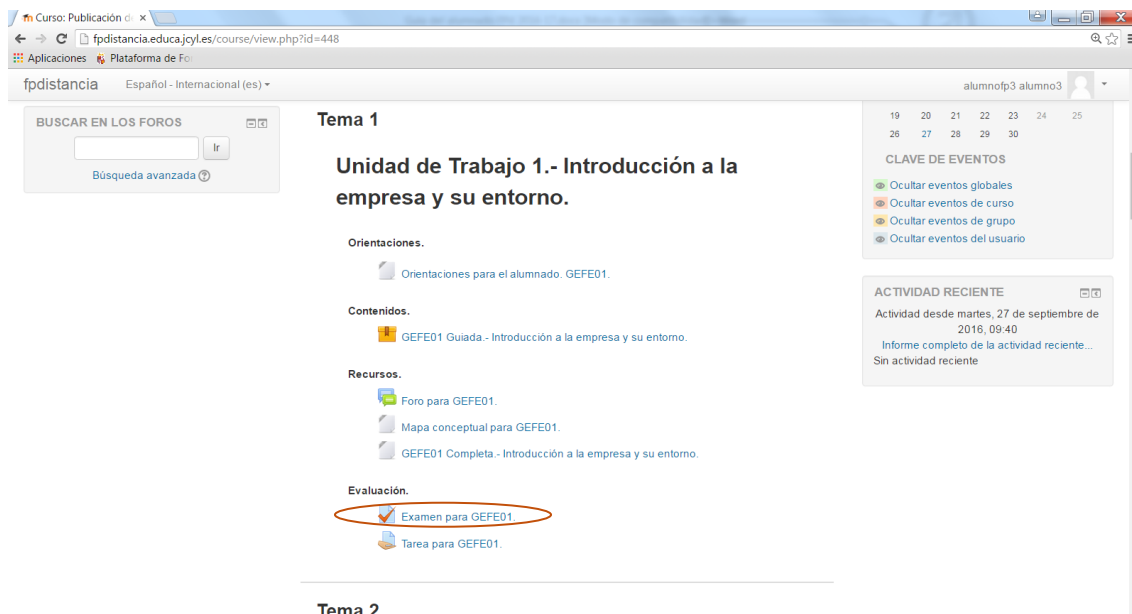 Curso: Publicación de
fpdistancia.educa.jcyl.es/course/view.php?id=448
Aplicaciones
Plataforma de Fo
fpdistancia
Español - Internacional (es)
alumnofp3 alumno3
BUSCAR EN LOS FOROS
Ir
Búsqueda avanzada
Tema 1
Unidad de Trabajo 1.- Introducción a la
empresa y su entorno.
Orientaciones.
Orientaciones para el alumnado. GEFE01.
Contenidos.
GEFE01 Guiada.- Introducción a la empresa y su entorno.
Recursos.
Foro para GEFE01.
Mapa conceptual para GEFE01.
GEFE01 Completa.- Introducción a la empresa y su entorno.
Evaluación.
Examen para GEFE01.
Tarea para GEFE01.
Tema 2
19 20 21 22 23 24 25
26 27 28 29 30
CLAVE DE EVENTOS
Ocultar eventos globales
Ocultar eventos de curso
Ocultar eventos de grupo
Ocultar eventos del usuario
ACTIVIDAD RECIENTE
Actividad desde martes, 27 de septiembre de
2016, 09:40
Informe completo de la actividad reciente...
Sin actividad reciente